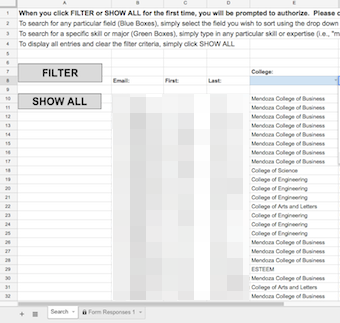 A B C D E
1 When you click FILTER or SHOW ALL for the first time, you will be prompted to authorize. Please
2 To search for any particular field (Blue Boxes), simply select the field you wish to sort using the drop down
3 To search for a specific skill or major (Green Boxes), simply type in any particular skill or expertise (i.e., "m
4 To display all entries and clear the filter criteria, simply click SHOW ALL
7 FILTER College:
8 Email: First: Last:
9
10 SHOW ALL Mendoza College of Business
11 Mendoza College of Business
12 Mendoza College of Business
13 Mendoza College of Business
14 Mendoza College of Business
15 Mendoza College of Business
16 Mendoza College of Business
17 Mendoza College of Business
18 College of Science
19 College of Engineering
20 College of Engineering
21 College of Engineering
22 College of Arts and Letters
23 College of Engineering
24 College of Engineering
25 College of Engineering
26 Mendoza College of Business
27 Mendoza College of Business
28 Mendoza College of Business
29 ESTEEM
30 Mendoza College of Business
31 College of Arts and Letters
32 Mendoza College of Business
Search Form Responses 1